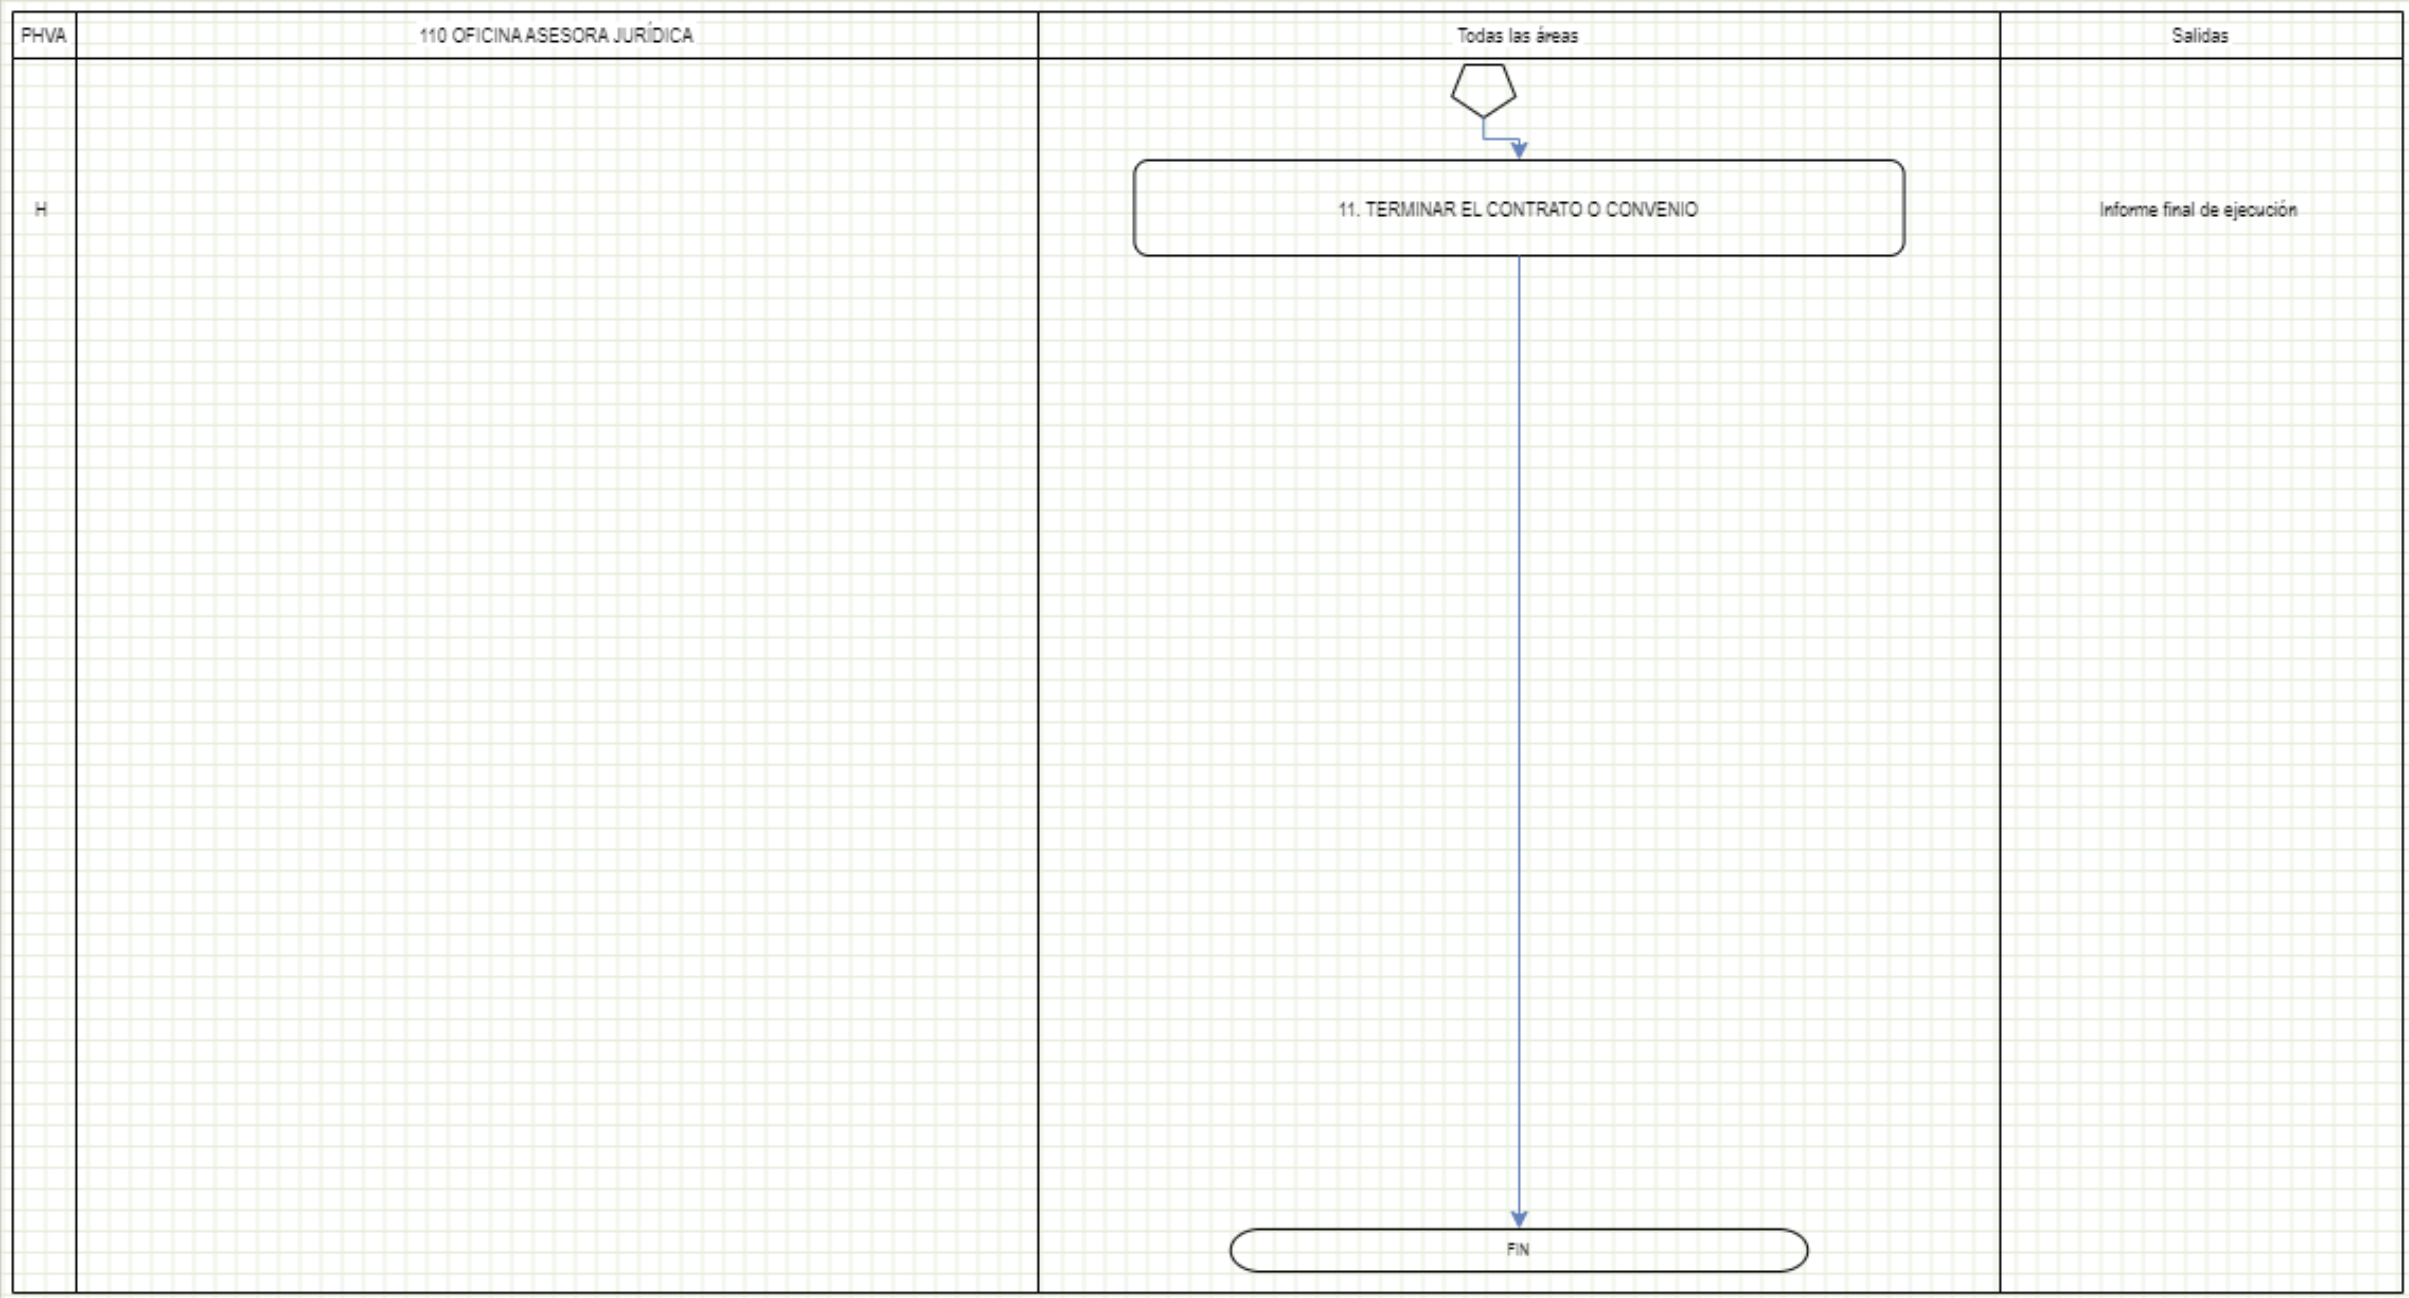 PHVA
110 OFICINA ASESORA JURÍDICA
Todas las áreas
Salidas
H
11. TERMINAR EL CONTRATO O CONVENIO
Informe final de ejecución
FIN